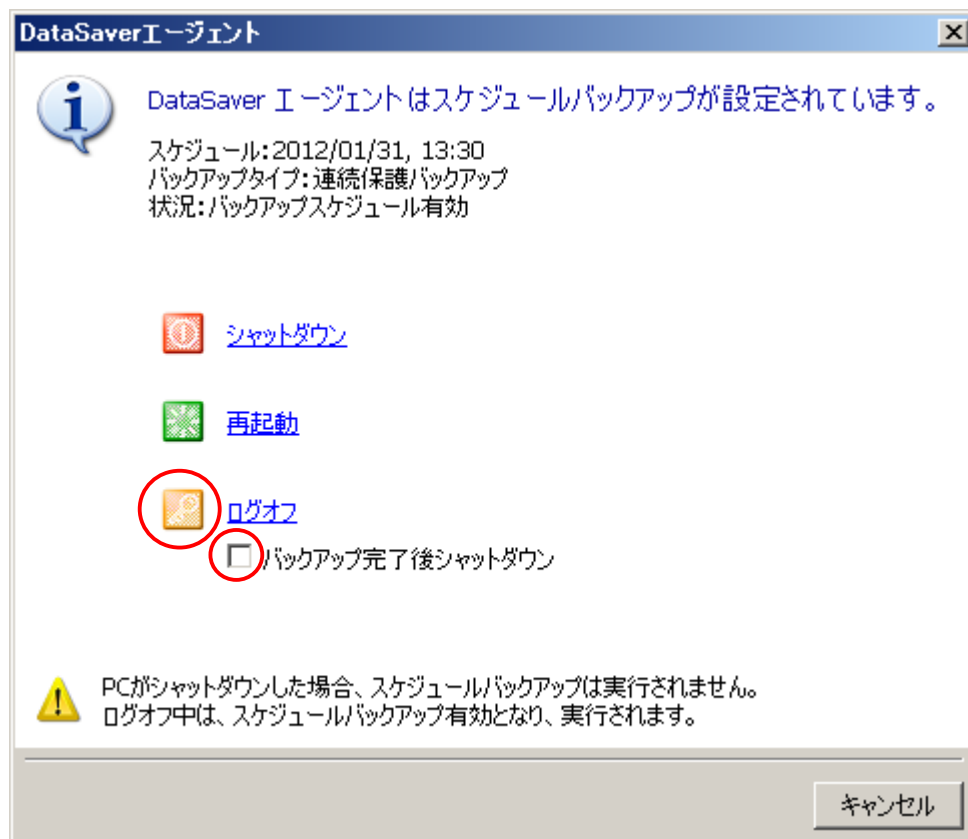 DataSaverエージェント
DataSaver エージェントはスケジュールバックアップが設定されています。
スケジュール:2012/01/31, 13:30
バックアップタイプ:連続保護バックアップ
状況:バックアップスケジュール有効
シャットダウン
再起動
ログオフ
バックアップ完了後シャットダウン
PCがシャットダウンした場合、スケジュールバックアップは実行されません。
ログオフ中は、スケジュールバックアップ有効となり、実行されます。
キャンセル